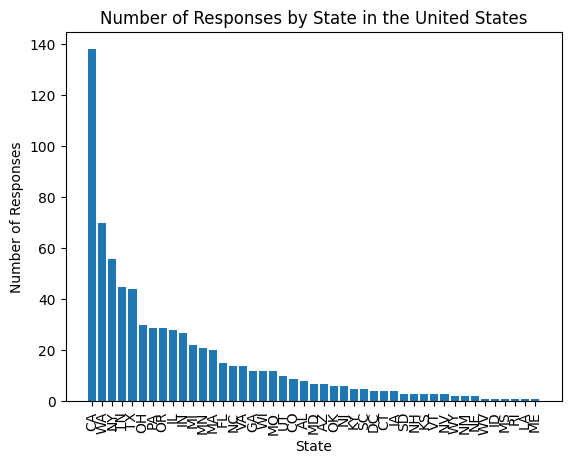 Number of Responses by State in the United States
140
120
100
80
60
40
20
0
Number of Responses
CA WA NY TN TX OH PA OR IL IN MI MN MA FL NC VA GA WI MO UT CO AL MD AZ OK NJ KY SC DC CT IA SD NH KS VT NV WY NM NE WV ID MS RI LA ME
State